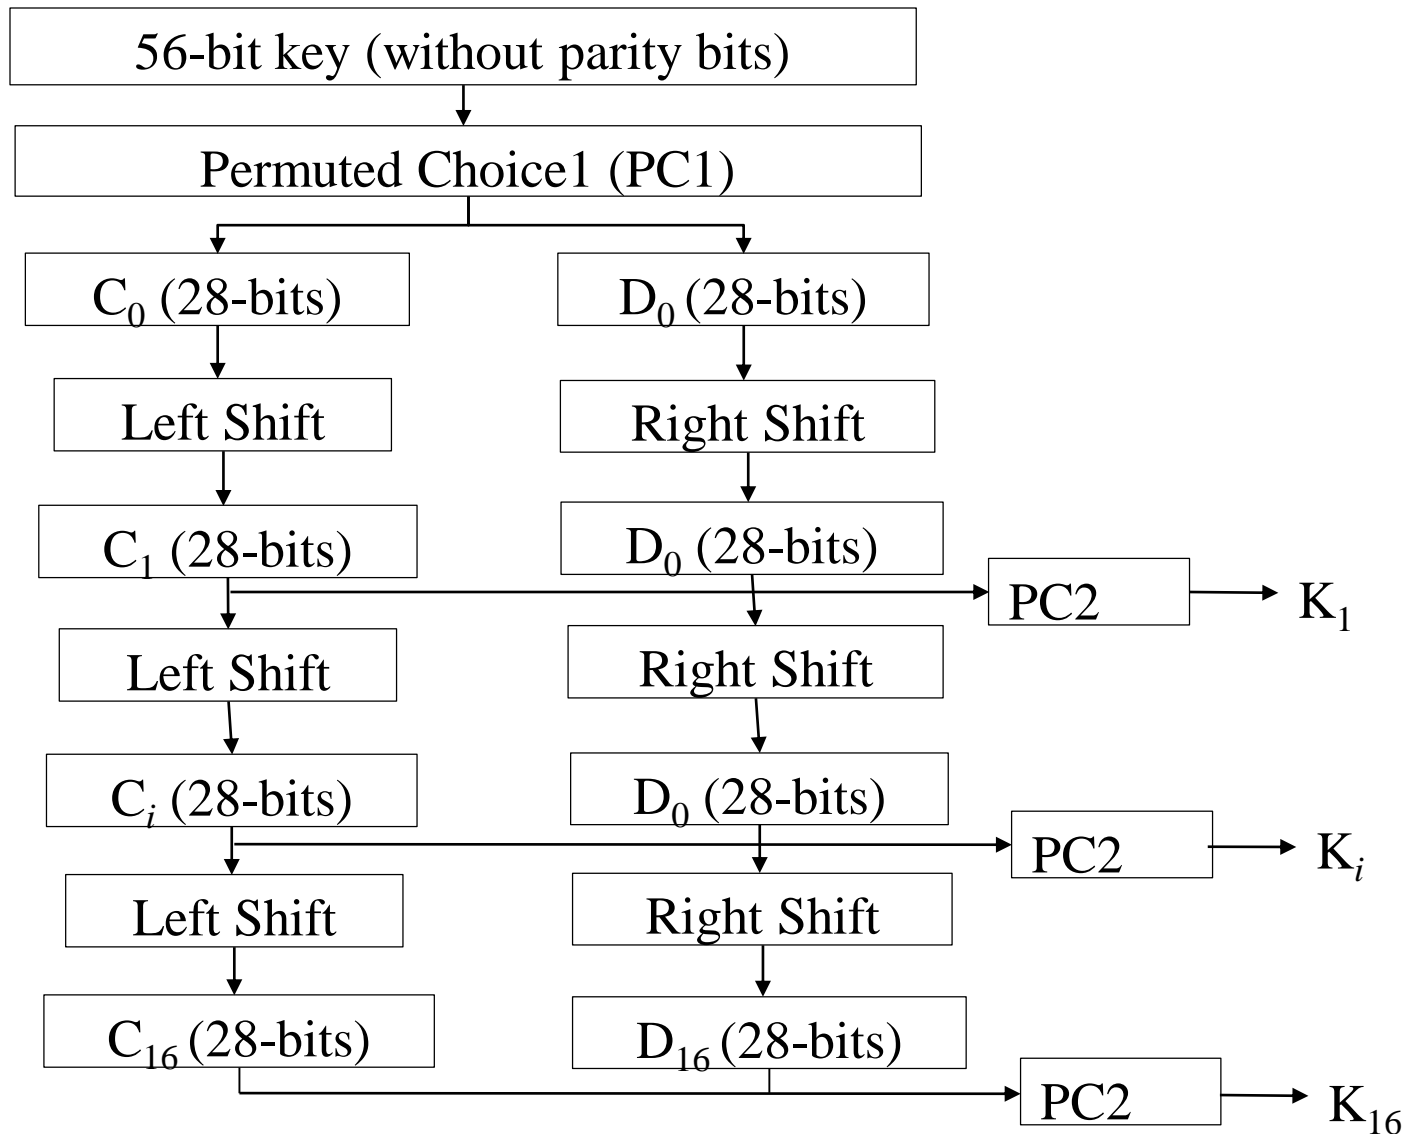 56-bit key (without parity bits)
Permuted Choice1 (PC1)
C₀ (28-bits)
D₀ (28-bits)
Left Shift
Right Shift
C₁ (28-bits)
D₀ (28-bits)
PC2
K₁
Left Shift
Right Shift
Cᵢ (28-bits)
D₀ (28-bits)
PC2
Kᵢ
Left Shift
Right Shift
C₁₆ (28-bits)
D₁₆ (28-bits)
PC2
K₁₆